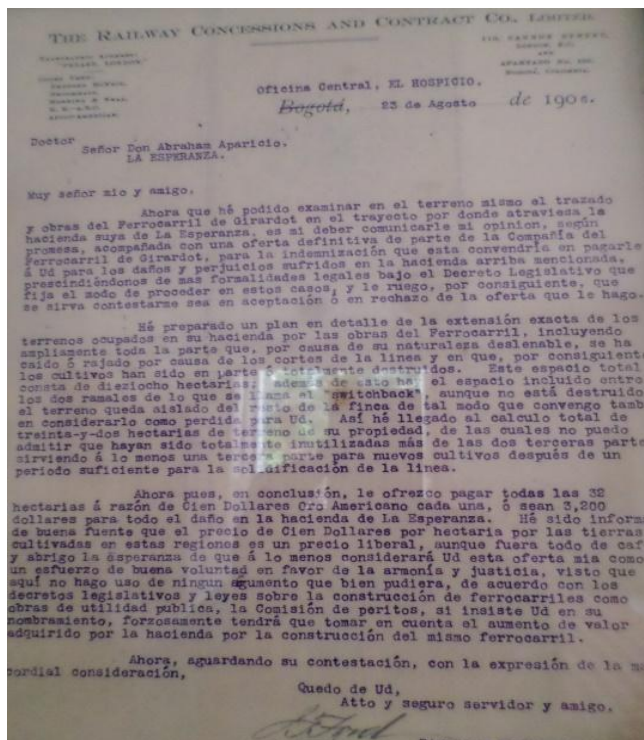 THE RAILWAY CONCESSIONS AND CONTRACT CO., LIMITED.
110, CANNON STREET,
LONDON, E.C.
AND
APARTADO No.
BOGOTÁ, COLOMBIA.
Oficina Central, EL HOSPICIO.
Bogotá, 23 de Agosto de 190
Doctor
Señor Don Abraham Aparicio.
LA ESPERANZA.
Muy señor mio y amigo,
Ahora que hé podido examinar en el terreno mismo el trazado
y obras del Ferrocarril de Girardot en el trayecto por donde atraviesa la
hacienda suya de La Esperanza, es mi deber comunicarle mi opinion, según
promesa, acompañada con una oferta definitiva de parte de la Compañía del
Ferrocarril de Girardot, para la indemnización que esta convendría en pagarle
á Ud para los daños y perjuicios sufridos en la hacienda arriba mencionada,
prescindiéndonos de mas formalidades legales bajo el Decreto Legislativo que
fija el modo de proceder en estos casos, y le ruego, por consiguiente, que
se sirva contestarme sea en aceptación ó en rechazo de la oferta que le hago.
Hé preparado un plan en detalle de la extensión exacta de los
terrenos ocupados en su hacienda por las obras del Ferrocarril, incluyendo
ampliamente toda la parte que, por causa de su naturaleza deslenable, se ha
caido ó rajado por causa de los cortes de la linea y en que, por consiguiente
los cultivos han sido en parte ó totalmente destruidos. Este espacio total
consta de dieziocho hectarias; además de esto hay el espacio incluido entre
los dos ramales de lo que se llama el "switchback", aunque no está destruido
el terreno queda aislado del resto de la finca de tal modo que convengo tamb
en considerarlo como perdida para Ud. Así hé llegado al calculo total de
treinta-y-dos hectarias de terreno de su propiedad, de las cuales no puedo
admitir que hayan sido totalmente inutilizadas más de las dos terceras parte
sirviendo á lo menos una tercera parte para nuevos cultivos después de un
periodo suficiente para la solidificación de la linea.
Ahora pues, en conclusión, le ofrezco pagar todas las 32
hectarias á razón de Cien Dollares Oro Americano cada una, ó sean 3,200
dollares para todo el daño en la hacienda de La Esperanza. Hé sido inform
de buena fuente que el precio de Cien Dollares por hectaria por las tierras
cultivadas en estas regiones es un precio liberal, aunque fuera todo de caf
y abrigo la esperanza de que á lo menos considerará Ud esta oferta mia como
un esfuerzo de buena voluntad en favor de la armonía y justicia, visto que
aquí no hago uso de ningun agumento que bien pudiera, de acuerdo con los
decretos legislativos y leyes sobre la construcción de ferrocarriles como
obras de utilidad publica, la Comisión de peritos, si insiste Ud en su
nombramiento, forzosamente tendrá que tomar en cuenta el aumento de valor
adquirido por la hacienda por la construcción del mismo ferrocarril.
Ahora, aguardando su contestación, con la expresión de la m
cordial consideración,
Quedo de Ud,
Atto y seguro servidor y amigo.